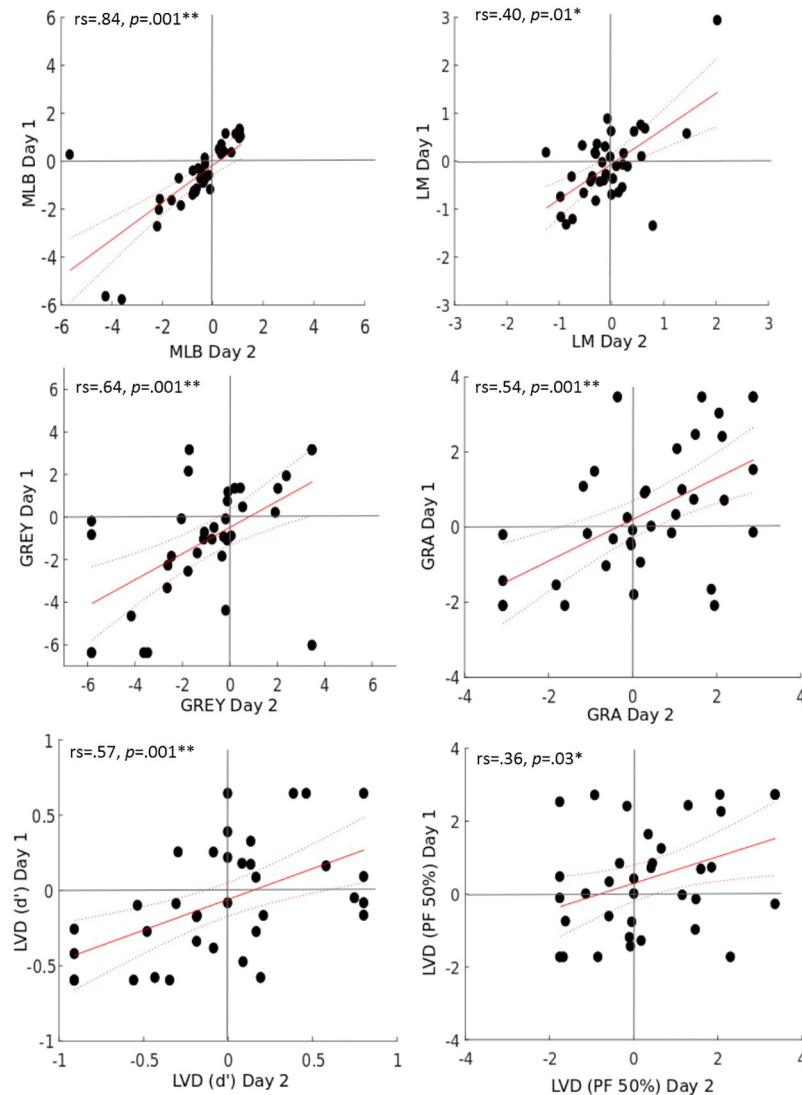 rs=.84, p=.001**
6
4
2
0
-2
-4
-6
MLB Day 1
-6 -4 -2 0 2 4 6
MLB Day 2
rs=.40, p=.01*
3
2
1
0
-1
-2
-3
LM Day 1
-3 -2 -1 0 1 2 3
LM Day 2
rs=.64, p=.001**
6
4
2
0
-2
-4
-6
GREY Day 1
-6 -4 -2 0 2 4 6
GREY Day 2
rs=.54, p=.001**
4
2
0
-2
-4
GRA Day 1
-4 -2 0 2 4
GRA Day 2
rs=.57, p=.001**
1
0.5
0
-0.5
-1
LVD (d') Day 1
-1 -0.5 0 0.5 1
LVD (d') Day 2
rs=.36, p=.03*
4
2
0
-2
-4
LVD (PF 50%) Day 1
-4 -2 0 2 4
LVD (PF 50%) Day 2